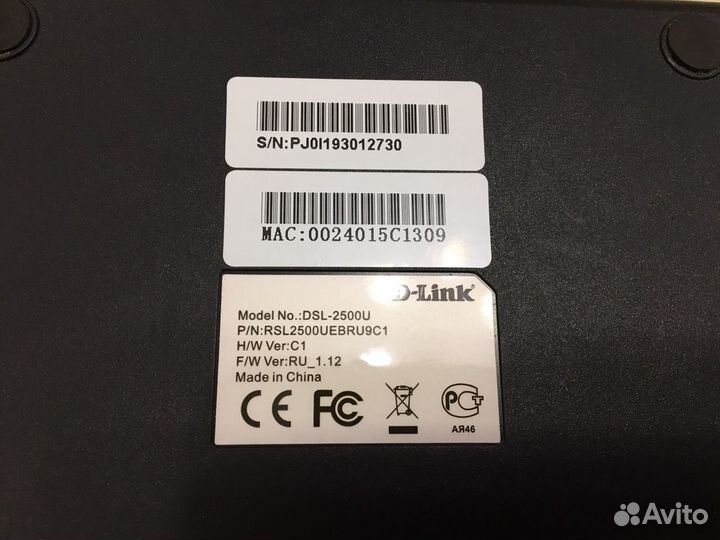 S/N:PJ0I193012730
MAC:0024015C1309
D-Link
Model No.:DSL-2500U
P/N:RSL2500UEBRU9C1
H/W Ver:C1
F/W Ver:RU_1.12
Made in China
CE FC PCT
АЯ46
Avito